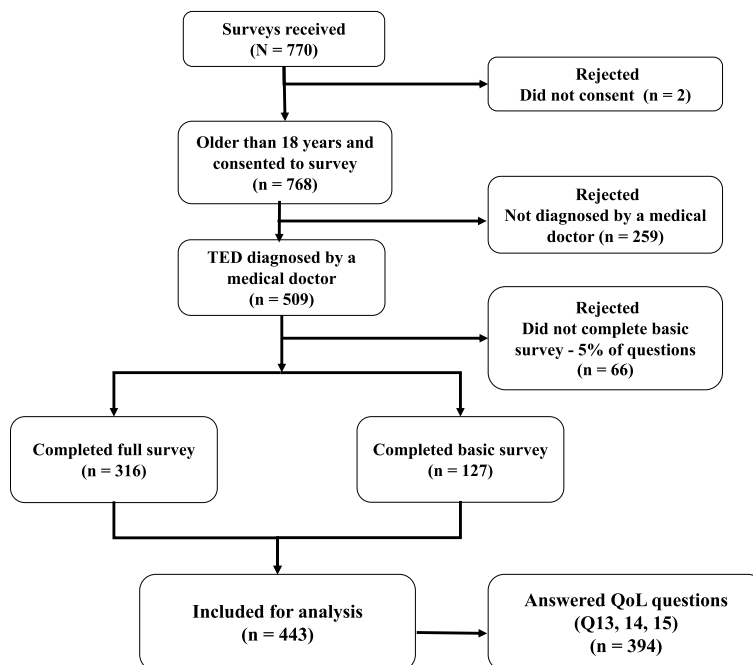 Surveys received
(N = 770)
Rejected
Did not consent (n = 2)
Older than 18 years and
consented to survey
(n = 768)
Rejected
Not diagnosed by a medical
doctor (n = 259)
TED diagnosed by a
medical doctor
(n = 509)
Rejected
Did not complete basic
survey - 5% of questions
(n = 66)
Completed full survey
(n = 316)
Completed basic survey
(n = 127)
Included for analysis
(n = 443)
Answered QoL questions
(Q13, 14, 15)
(n = 394)